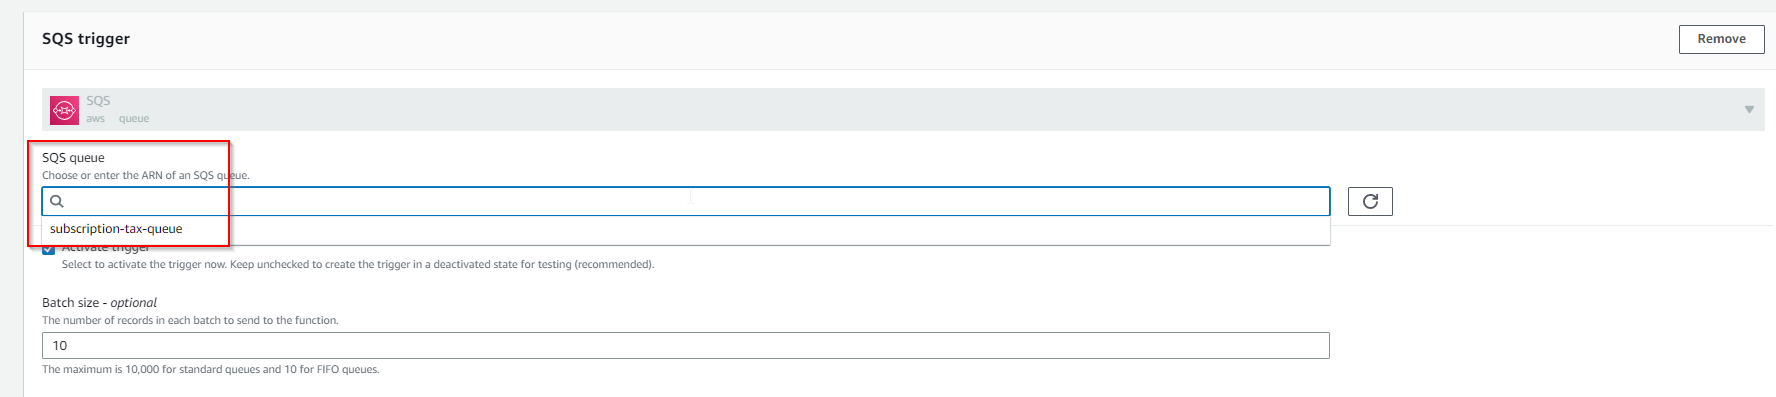 SQS trigger
Remove
SQS
aws queue
SQS queue
Choose or enter the ARN of an SQS queue.
subscription-tax-queue
Activate trigger
Select to activate the trigger now. Keep unchecked to create the trigger in a deactivated state for testing (recommended).
Batch size - optional
The number of records in each batch to send to the function.
10
The maximum is 10,000 for standard queues and 10 for FIFO queues.